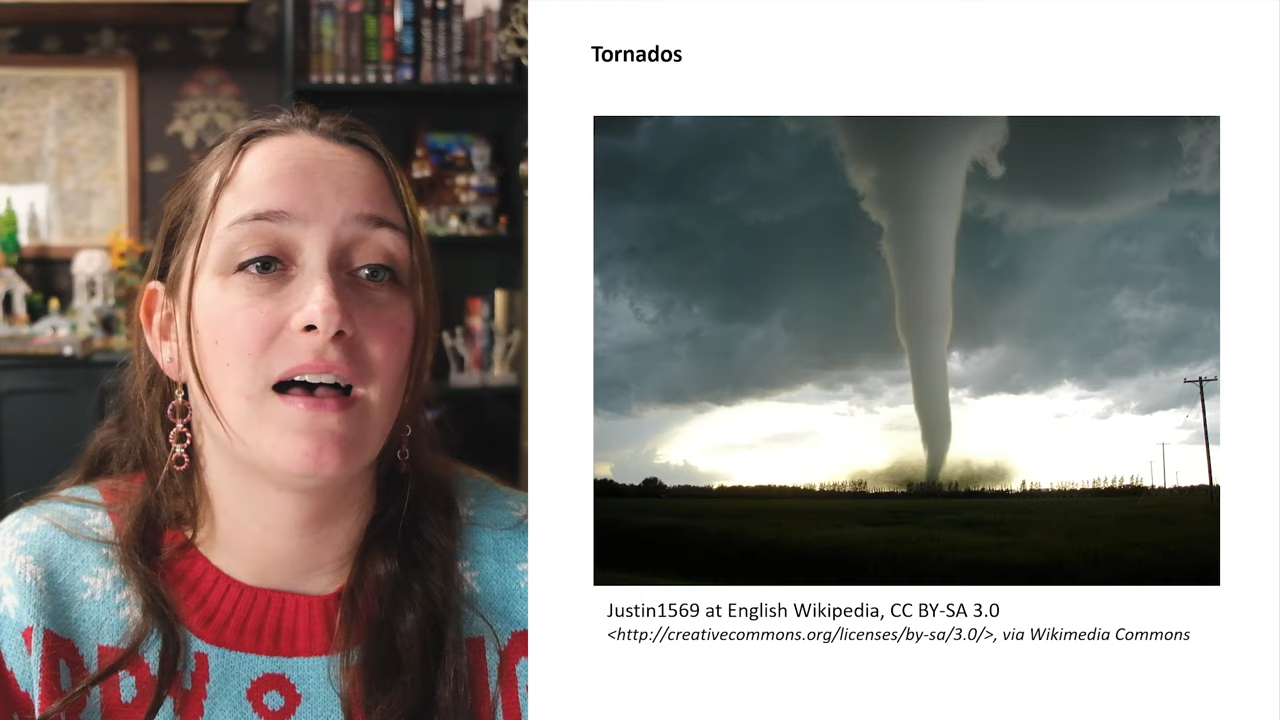 Tornados
Justin1569 at English Wikipedia, CC BY-SA 3.0
<http://creativecommons.org/licenses/by-sa/3.0/>, via Wikimedia Commons